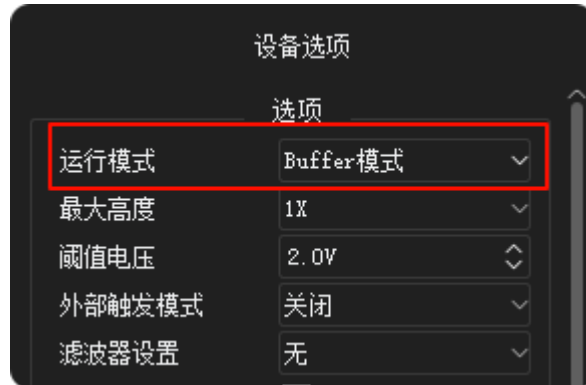 设备选项
选项
运行模式 Buffer模式
最大高度 1X
阈值电压 2.0V
外部触发模式 关闭
滤波器设置 无